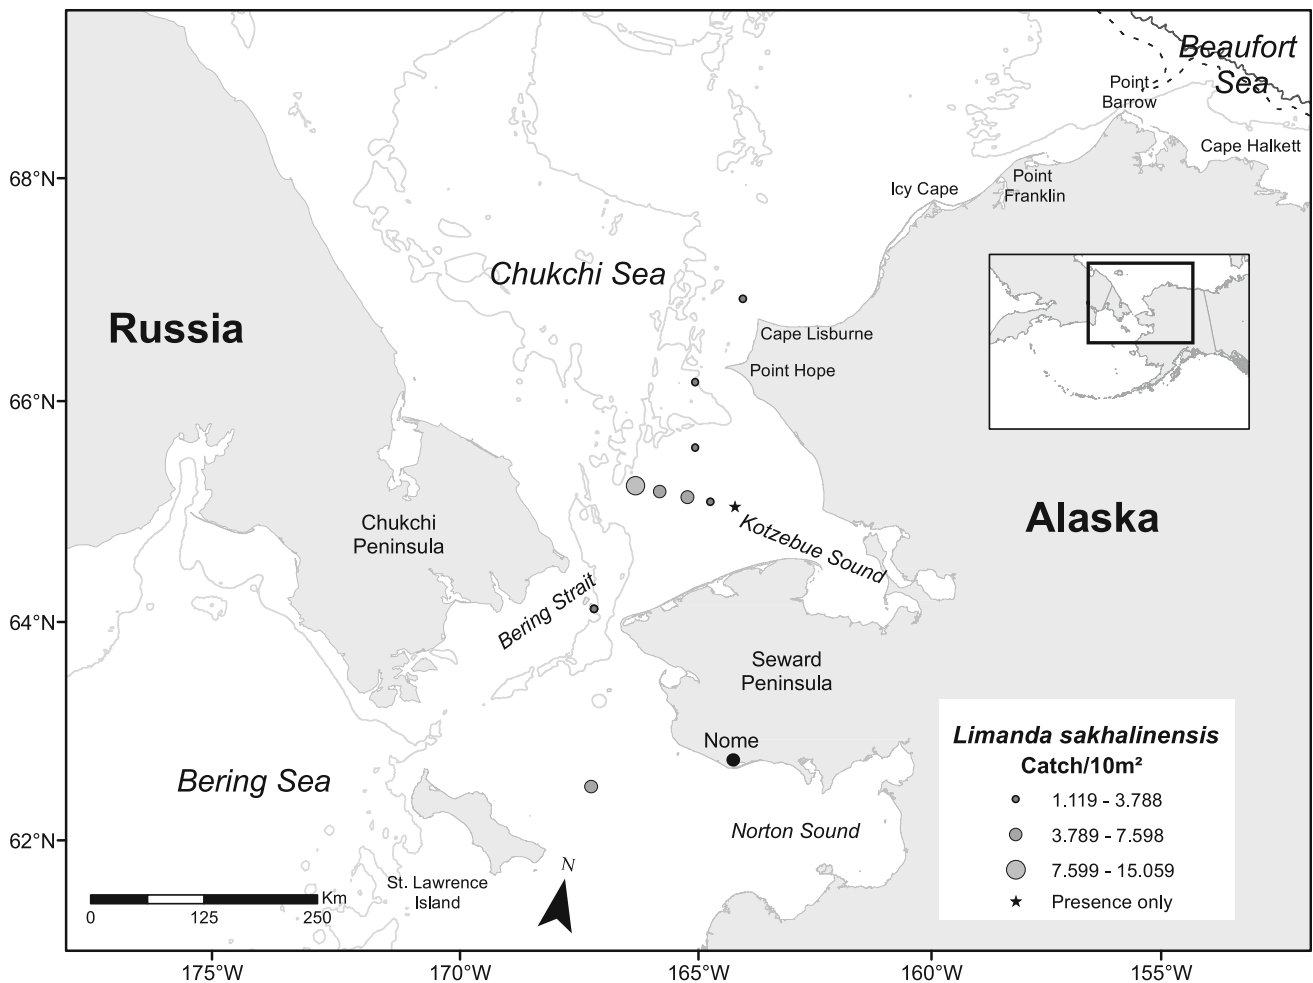 Beaufort
Sea
Point
Barrow
Cape Halkett
68°N
Icy Cape
Point
Franklin
Chukchi Sea
Russia
Cape Lisburne
Point Hope
66°N
Alaska
Chukchi
Peninsula
Kotzebue Sound
Bering Strait
64°N
Seward
Peninsula
Nome
Bering Sea
Norton Sound
62°N
N
St. Lawrence
Island
Km
0
125
250
Limanda sakhalinensis
Catch/10m²
1.119 - 3.788
3.789 - 7.598
7.599 - 15.059
Presence only
175°W
170°W
165°W
160°W
155°W